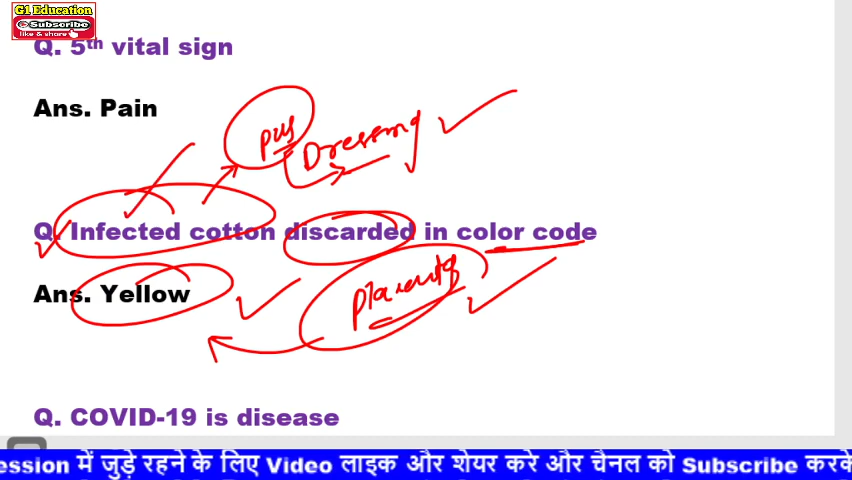 G1 Education
Subscribe
like & share
Q. 5th vital sign
Ans. Pain
pus
Dressing
Q. Infected cotton discarded in color code
Ans. Yellow
placenta
Q. COVID-19 is disease
ession में जुड़े रहने के लिए Video लाइक और शेयर करे और चैनल को Subscribe करके